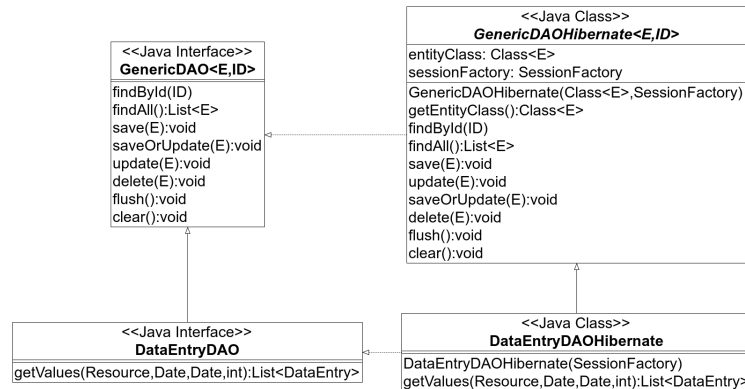 <<Java Interface>>
GenericDAO<E,ID>
findById(ID)
findAll():List<E>
save(E):void
saveOrUpdate(E):void
update(E):void
delete(E):void
flush():void
clear():void
<<Java Class>>
GenericDAOHibernate<E,ID>
entityClass: Class<E>
sessionFactory: SessionFactory
GenericDAOHibernate(Class<E>,SessionFactory)
getEntityClass():Class<E>
findById(ID)
findAll():List<E>
save(E):void
update(E):void
saveOrUpdate(E):void
delete(E):void
flush():void
clear():void
<<Java Interface>>
DataEntryDAO
getValues(Resource,Date,Date,int):List<DataEntry>
<<Java Class>>
DataEntryDAOHibernate
DataEntryDAOHibernate(SessionFactory)
getValues(Resource,Date,Date,int):List<DataEntry>